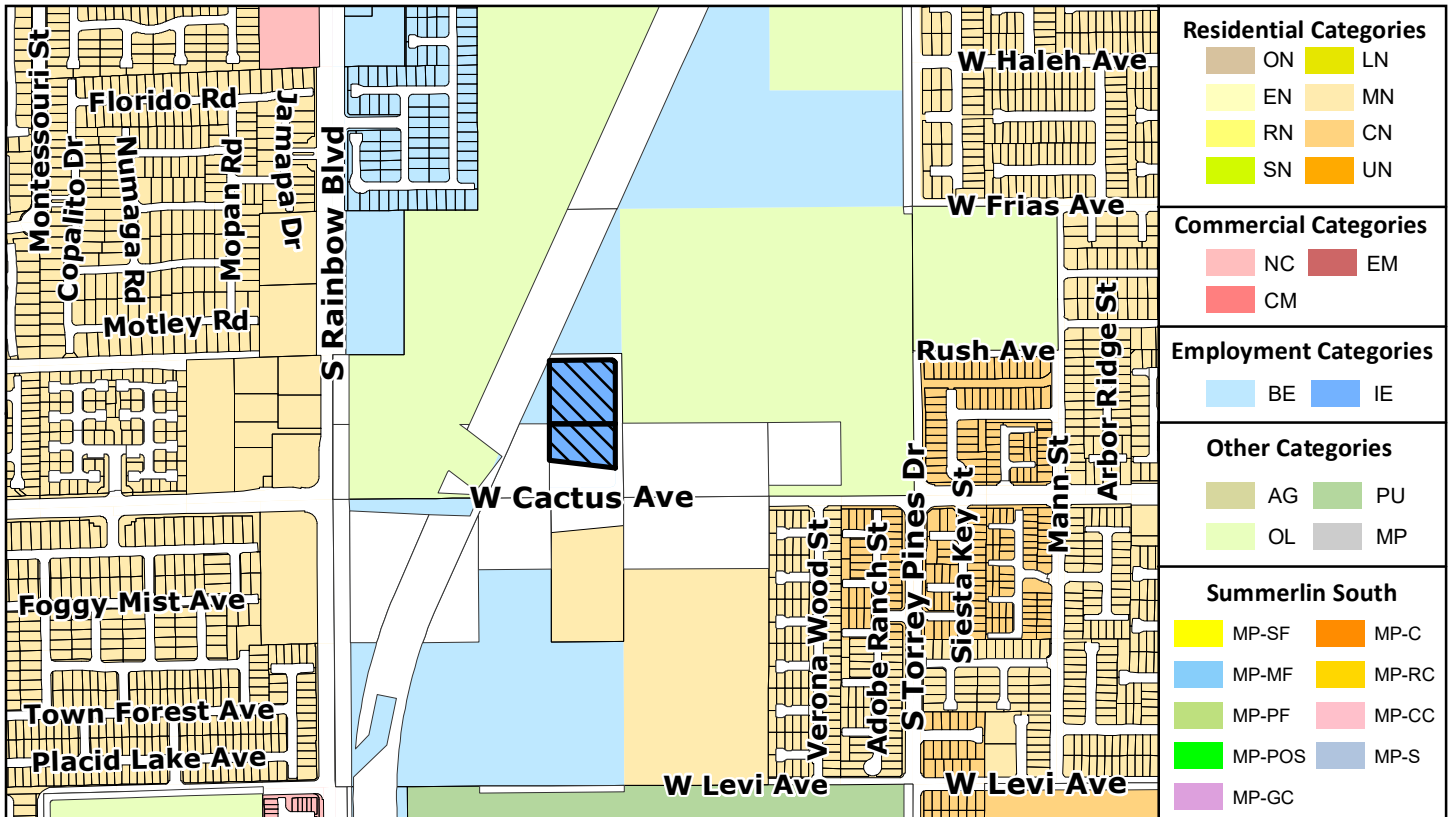 Montessouri St
Copalito Dr
Florido Rd
Numaga Rd
Mopan Rd
Jamapa Dr
Motley Rd
S Rainbow Blvd
W Haleh Ave
W Frias Ave
Rush Ave
Arbor Ridge St
Mann St
W Cactus Ave
S Torrey Pines Dr
Siesta Key St
Adobe Ranch St
Verona Wood St
Foggy Mist Ave
Town Forest Ave
Placid Lake Ave
W Levi Ave
W Levi Ave
Residential Categories
ON LN
EN MN
RN CN
SN UN
Commercial Categories
NC EM
CM
Employment Categories
BE IE
Other Categories
AG PU
OL MP
Summerlin South
MP-SF MP-C
MP-MF MP-RC
MP-PF MP-CC
MP-POS MP-S
MP-GC